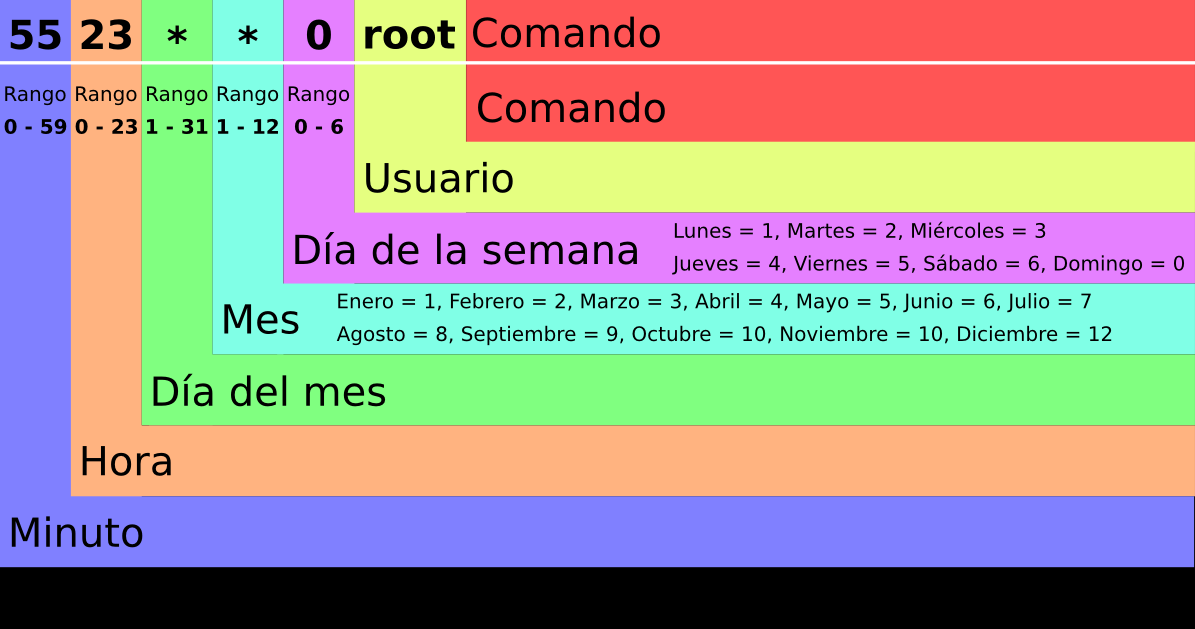 55 23 * * 0 root Comando
Rango Rango Rango Rango Rango
0 - 59 0 - 23 1 - 31 1 - 12 0 - 6
Comando
Usuario
Día de la semana
Lunes = 1, Martes = 2, Miércoles = 3
Jueves = 4, Viernes = 5, Sábado = 6, Domingo = 0
Mes
Enero = 1, Febrero = 2, Marzo = 3, Abril = 4, Mayo = 5, Junio = 6, Julio = 7
Agosto = 8, Septiembre = 9, Octubre = 10, Noviembre = 10, Diciembre = 12
Día del mes
Hora
Minuto